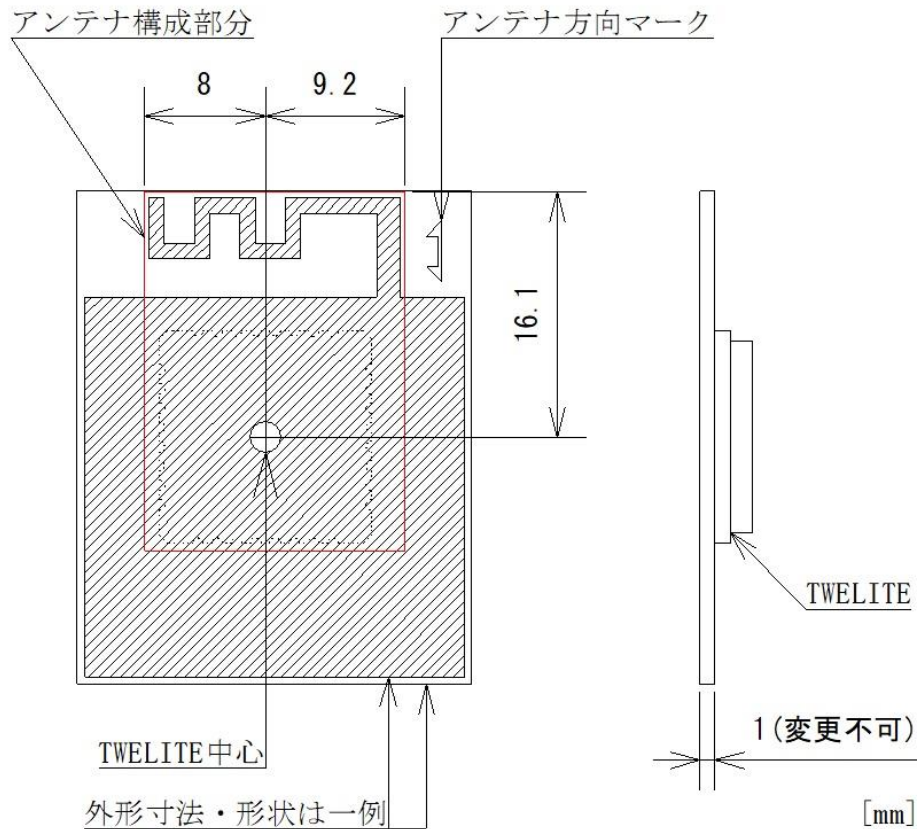 アンテナ構成部分
アンテナ方向マーク
8
9.2
16.1
TWELITE
TWELITE中心
1(変更不可)
外形寸法・形状は一例
[mm]